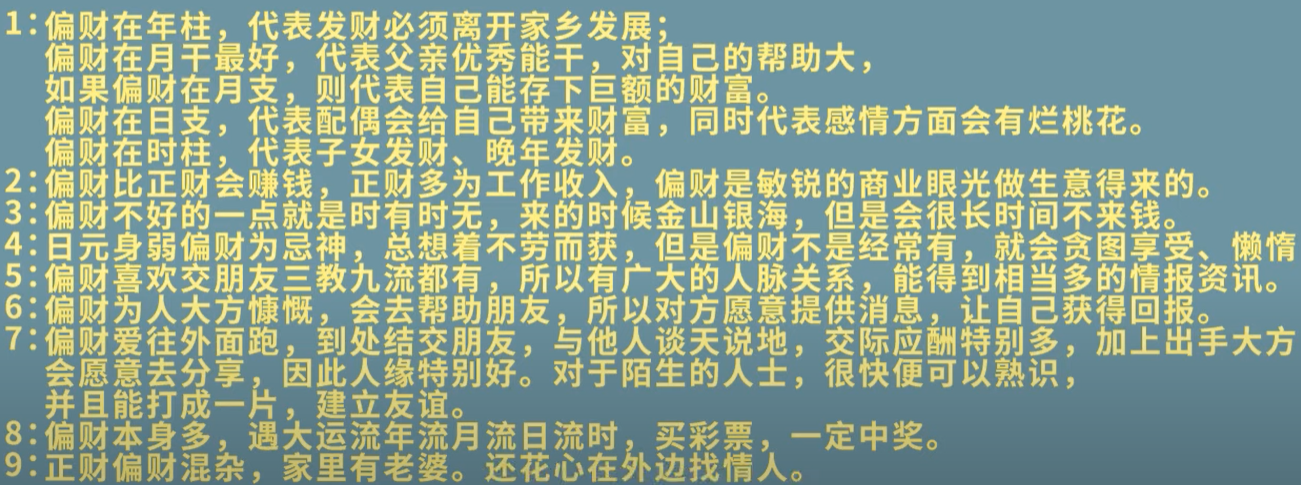 1:偏财在年柱，代表发财必须离开家乡发展；
偏财在月干最好，代表父亲优秀能干，对自己的帮助大，
如果偏财在月支，则代表自己能存下巨额的财富。
偏财在日支，代表配偶会给自己带来财富，同时代表感情方面会有烂桃花。
偏财在时柱，代表子女发财、晚年发财。
2:偏财比正财会赚钱，正财多为工作收入，偏财是敏锐的商业眼光做生意得来的。
3:偏财不好的一点就是时有时无，来的时候金山银海，但是会很长时间不来钱。
4:日元身弱偏财为忌神，总想着不劳而获，但是偏财不是经常有，就会贪图享受、懒惰
5:偏财喜欢交朋友三教九流都有，所以有广大的人脉关系，能得到相当多的情报资讯。
6:偏财为人大方慷慨，会去帮助朋友，所以对方愿意提供消息，让自己获得回报。
7:偏财爱往外面跑，到处结交朋友，与他人谈天说地，交际应酬特别多，加上出手大方
会愿意去分享，因此人缘特别好。对于陌生的人士，很快便可以熟识，
并且能打成一片，建立友谊。
8:偏财本身多，遇大运流年流月流日流时，买彩票，一定中奖。
9:正财偏财混杂，家里有老婆。还花心在外边找情人。